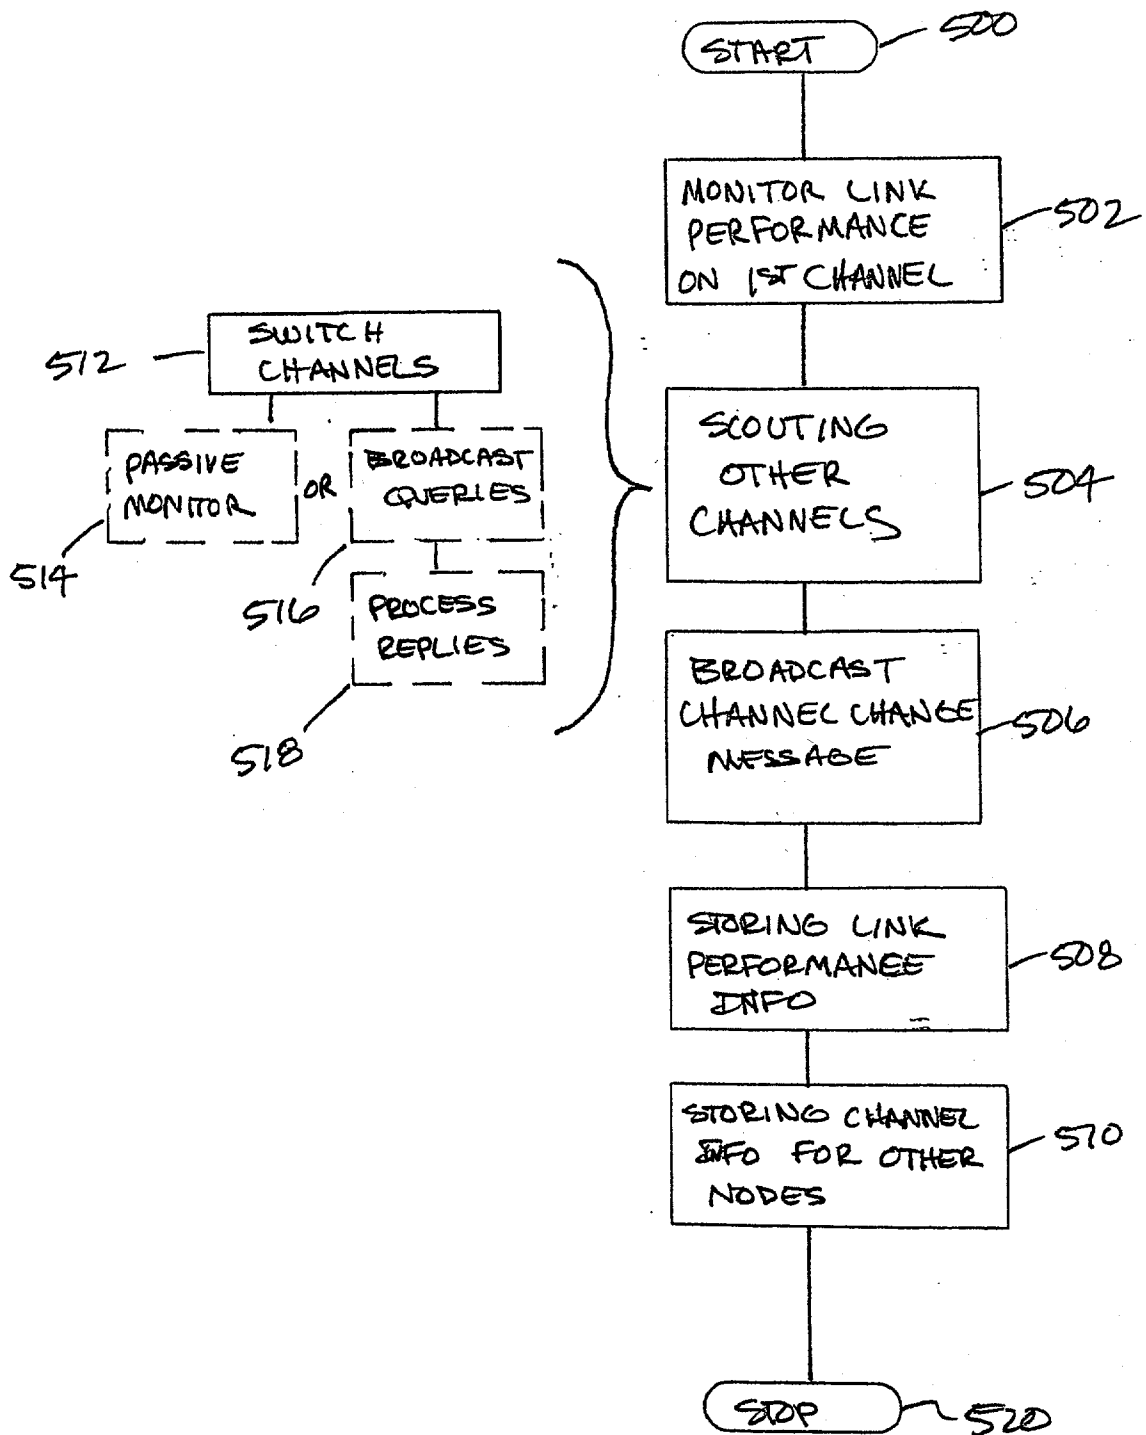 START
500
MONITOR LINK
PERFORMANCE
ON 1ST CHANNEL
502
SWITCH
CHANNELS
512
PASSIVE
MONITOR
514
OR
BROADCAST
QUERIES
516
PROCESS
REPLIES
518
SCOUTING
OTHER
CHANNELS
504
BROADCAST
CHANNEL CHANGE
MESSAGE
506
STORING LINK
PERFORMANCE
INFO
508
STORING CHANNEL
INFO FOR OTHER
NODES
510
STOP
520